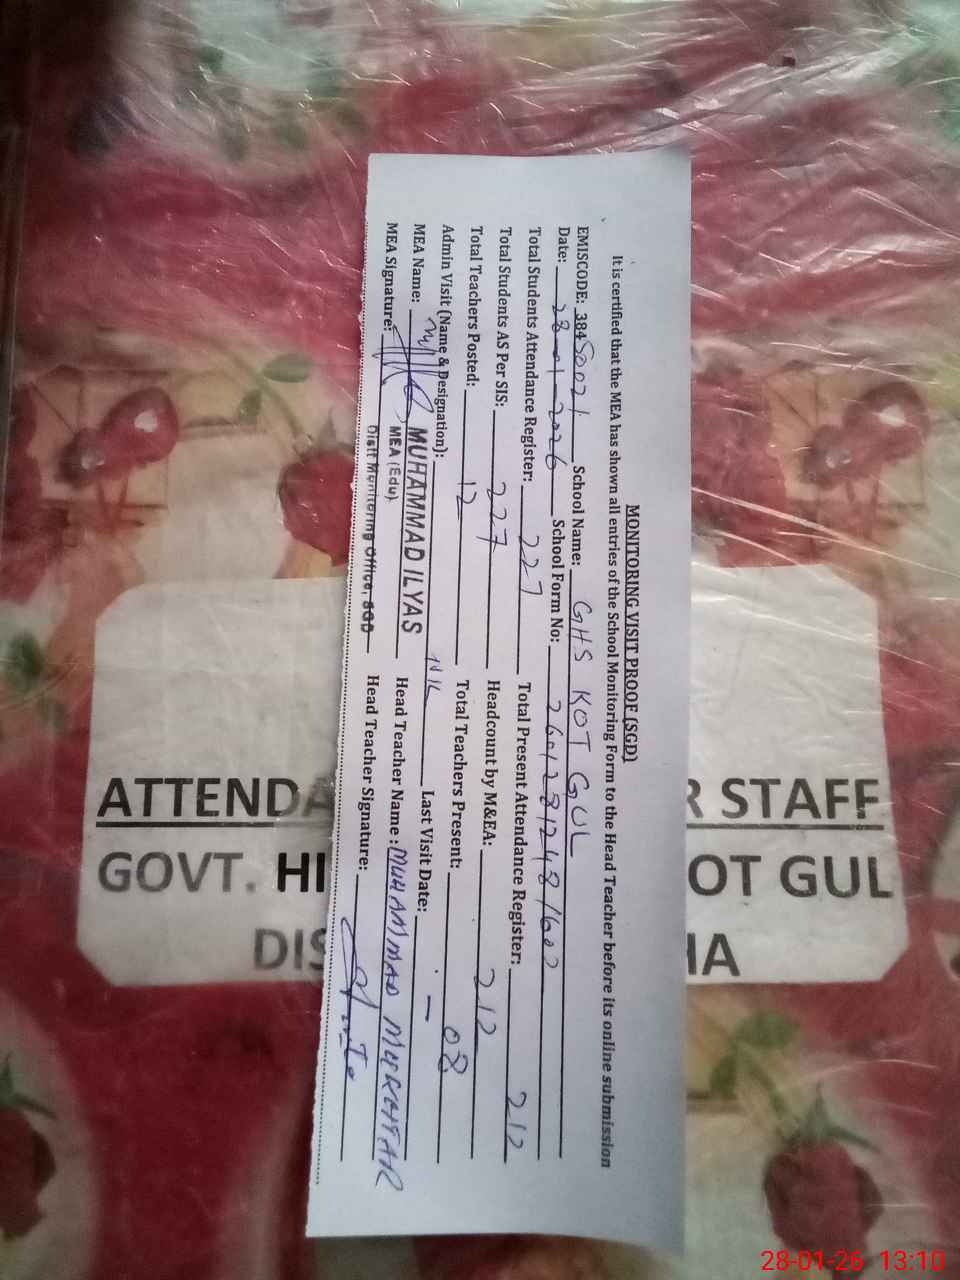 MONITORING VISIT PROOF (SGD)
It is certified that the MEA has shown all entries of the School Monitoring Form to the Head Teacher before its online submission
EMISCODE: 38450021 School Name: GHS KOT GUL
Date: 28-01-2026 School Form No: 26012812481602
Total Students Attendance Register: 227 Total Present Attendance Register: 212
Total Students AS Per SIS: 227 Headcount by M&EA: 212
Total Teachers Posted: 12 Total Teachers Present: 08
Admin Visit (Name & Designation): NIL Last Visit Date: —
MEA Name: MUHAMMAD ILYAS Head Teacher Name: MUHAMMAD MUKHTAR
MEA (Edu)
MEA Signature: Distt Monitoring Office, SGD Head Teacher Signature:
ATTENDA R STAFF
GOVT. HI OT GUL
DIS HA
28-01-26 13:10